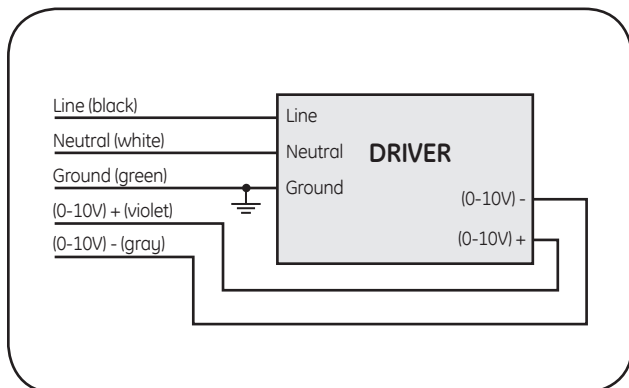 Line (black)
Neutral (white)
Ground (green)
(0-10V) + (violet)
(0-10V) - (gray)
Line
Neutral
Ground
DRIVER
(0-10V) -
(0-10V) +